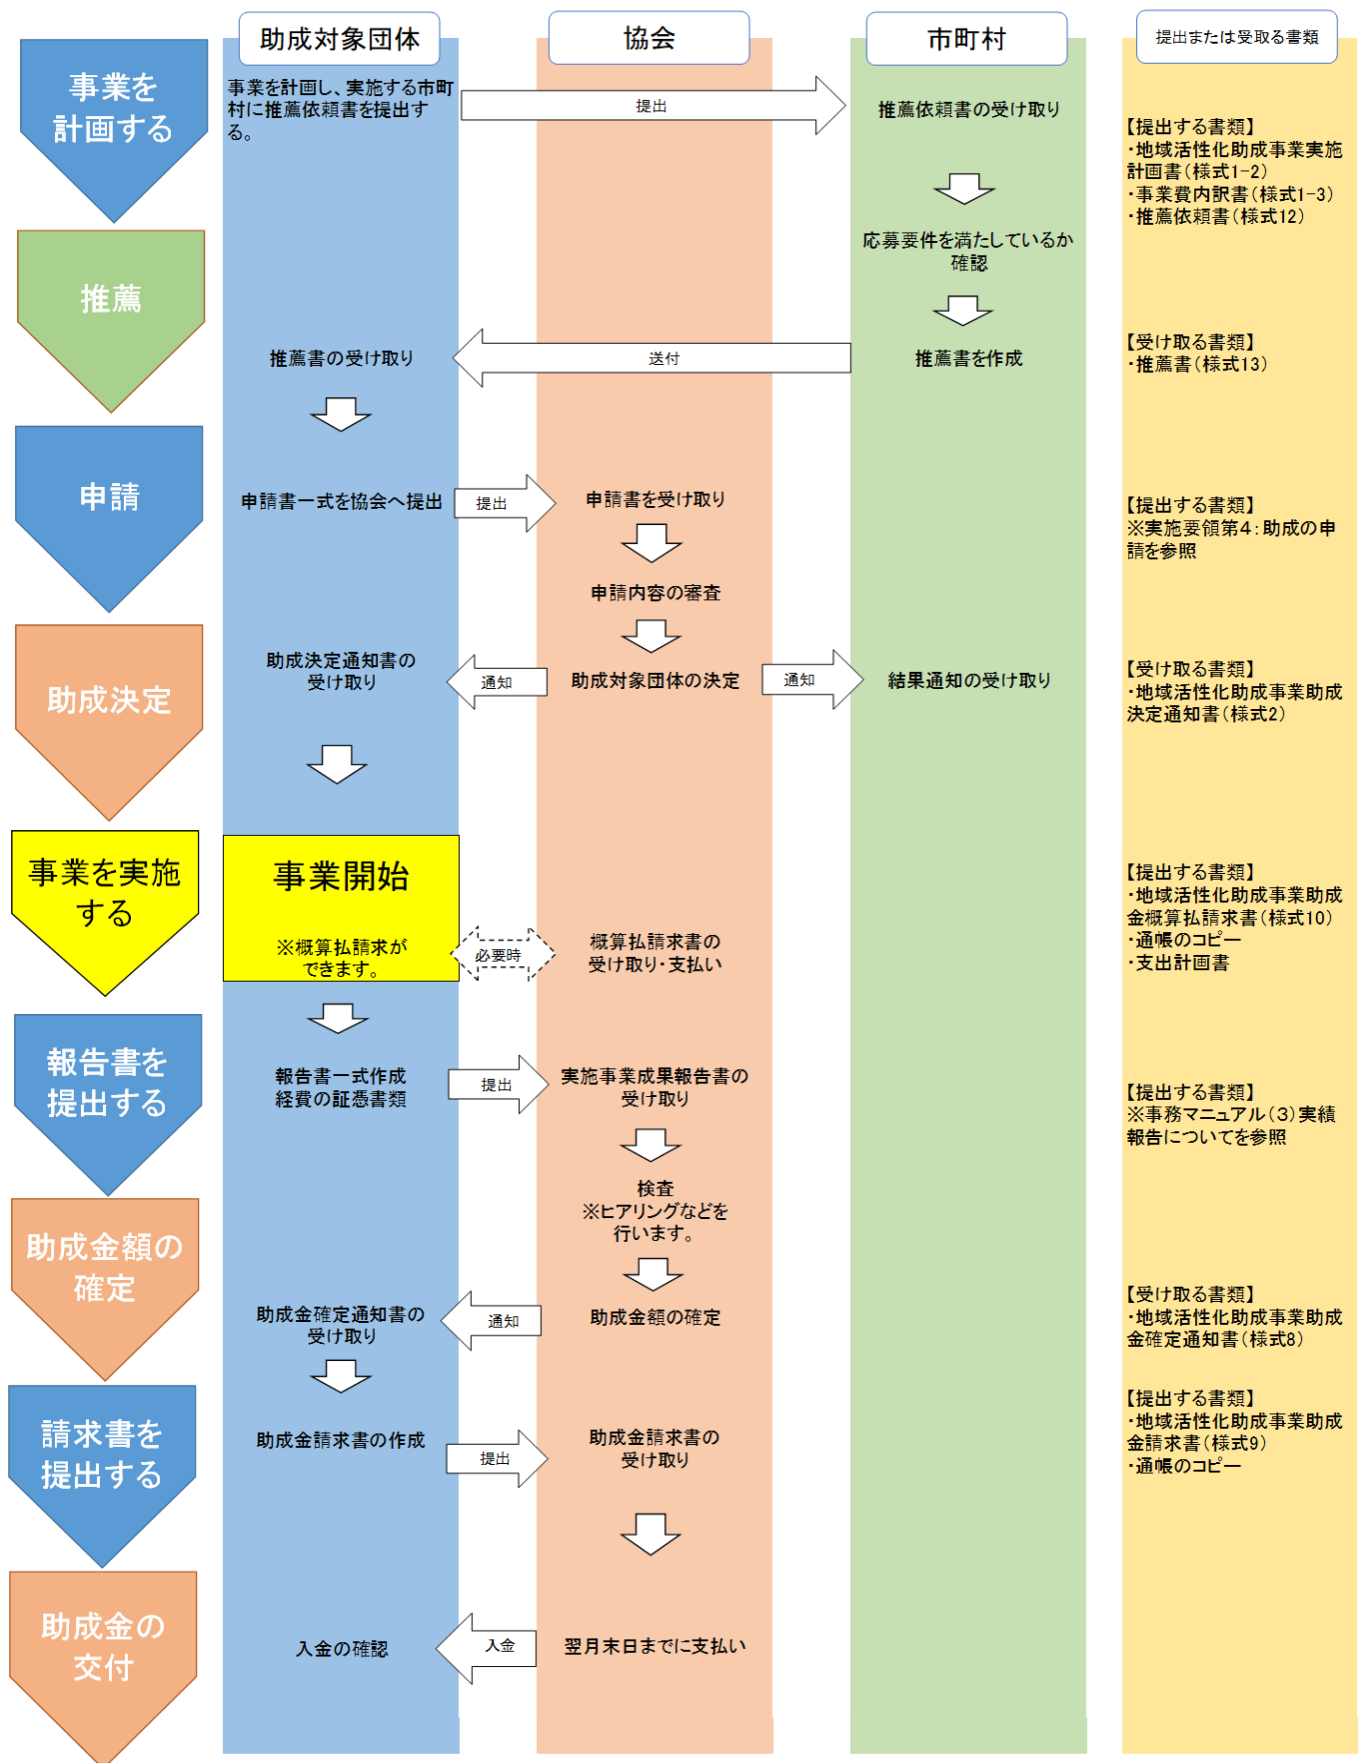 助成対象団体
協会
市町村
提出または受取る書類
事業を
計画する
事業を計画し、実施する市町
村に推薦依頼書を提出す
る。
提出
推薦依頼書の受け取り
【提出する書類】
・地域活性化助成事業実施
計画書(様式1-2)
・事業費内訳書(様式1-3)
・推薦依頼書(様式12)
応募要件を満たしているか
確認
推薦
推薦書の受け取り
送付
推薦書を作成
【受け取る書類】
・推薦書(様式13)
申請
申請書一式を協会へ提出
提出
申請書を受け取り
【提出する書類】
※実施要領第4:助成の申
請を参照
申請内容の審査
助成決定
助成決定通知書の
受け取り
通知
助成対象団体の決定
通知
結果通知の受け取り
【受け取る書類】
・地域活性化助成事業助成
決定通知書(様式2)
事業を実施
する
事業開始
※概算払請求が
できます。
必要時
概算払請求書の
受け取り・支払い
【提出する書類】
・地域活性化助成事業助成
金概算払請求書(様式10)
・通帳のコピー
・支出計画書
報告書を
提出する
報告書一式作成
経費の証憑書類
提出
実施事業成果報告書の
受け取り
【提出する書類】
※事務マニュアル(3)実績
報告についてを参照
検査
※ヒアリングなどを
行います。
助成金額の
確定
助成金確定通知書の
受け取り
通知
助成金額の確定
【受け取る書類】
・地域活性化助成事業助成
金確定通知書(様式8)
請求書を
提出する
助成金請求書の作成
提出
助成金請求書の
受け取り
【提出する書類】
・地域活性化助成事業助成
金請求書(様式9)
・通帳のコピー
助成金の
交付
入金の確認
入金
翌月末日までに支払い